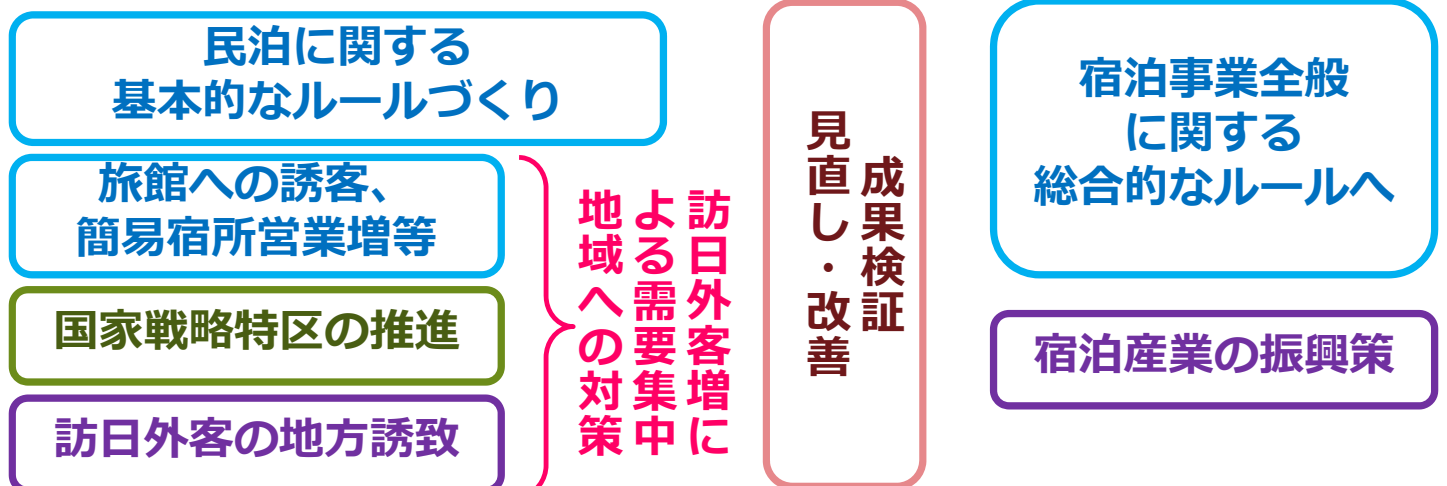 民泊に関する
基本的なルールづくり
旅館への誘客、
簡易宿所営業増等
国家戦略特区の推進
訪日外客の地方誘致
訪日外客増に
よる需要集中
地域への対策
成果検証
見直し・改善
宿泊事業全般
に関する
総合的なルールへ
宿泊産業の振興策